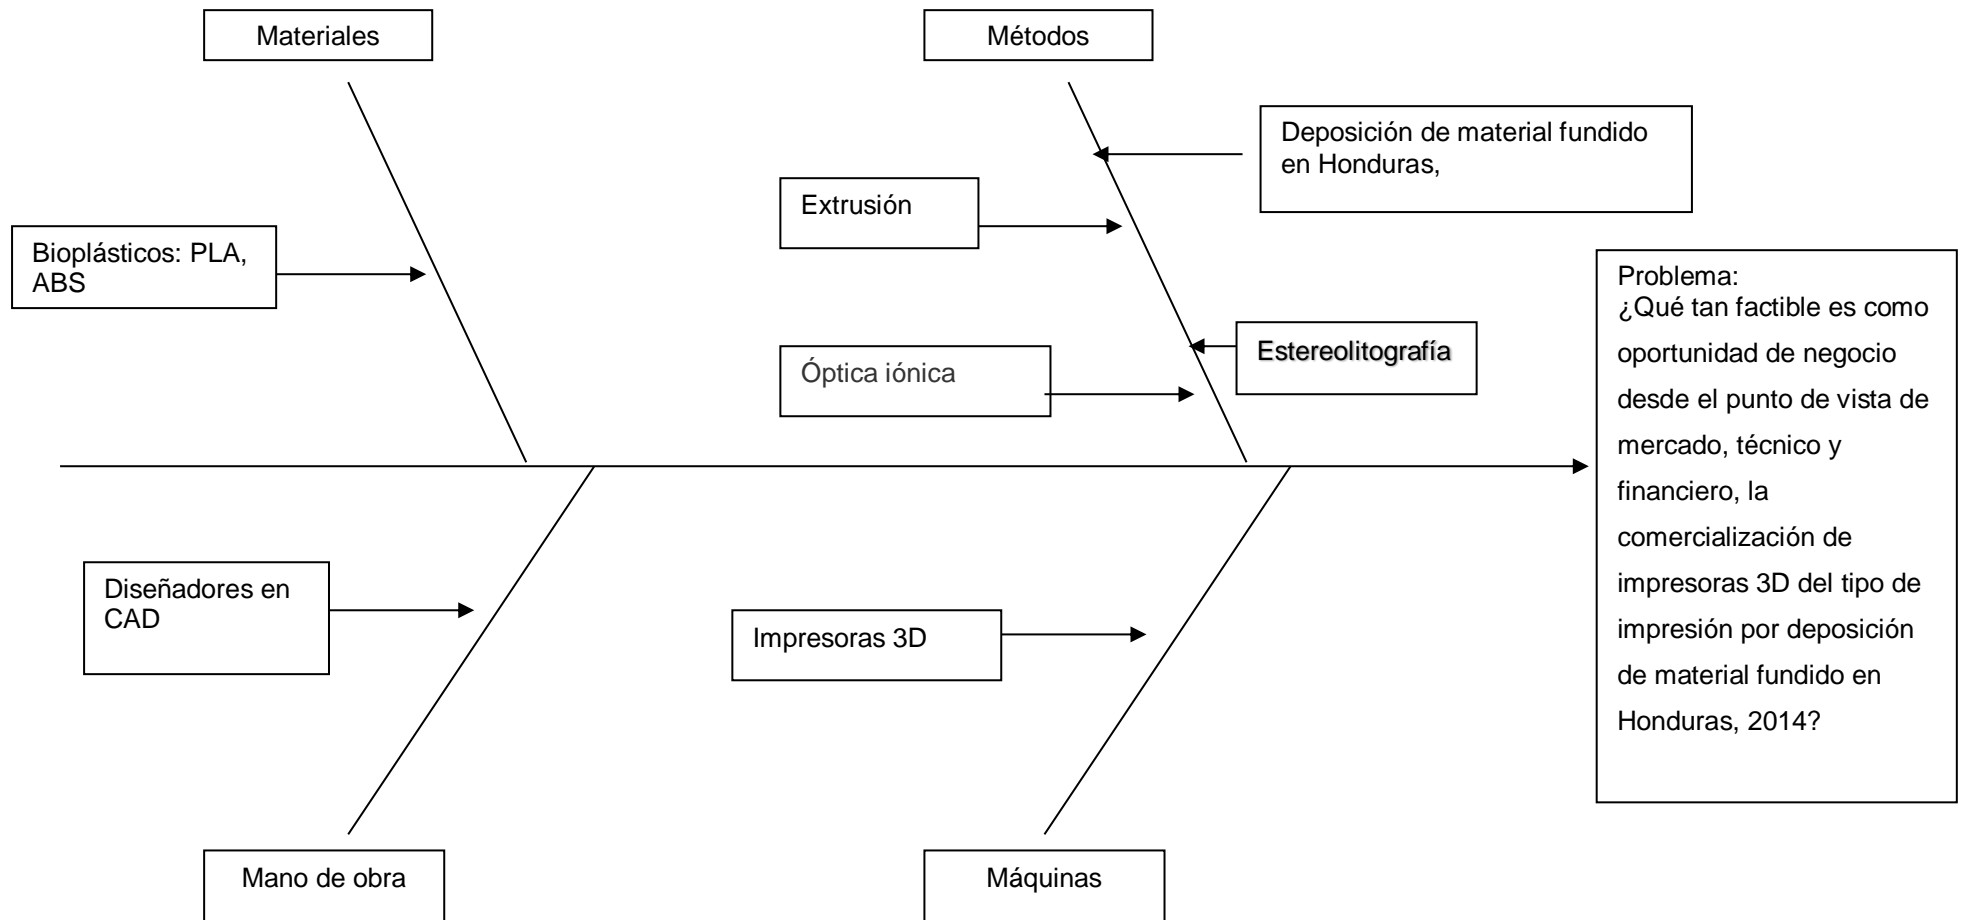 Materiales
Métodos
Deposición de material fundido
en Honduras,
Extrusión
Bioplásticos: PLA,
ABS
Estereolitografía
Óptica iónica
Problema:
¿Qué tan factible es como
oportunidad de negocio
desde el punto de vista de
mercado, técnico y
financiero, la
comercialización de
impresoras 3D del tipo de
impresión por deposición
de material fundido en
Honduras, 2014?
Diseñadores en
CAD
Impresoras 3D
Mano de obra
Máquinas